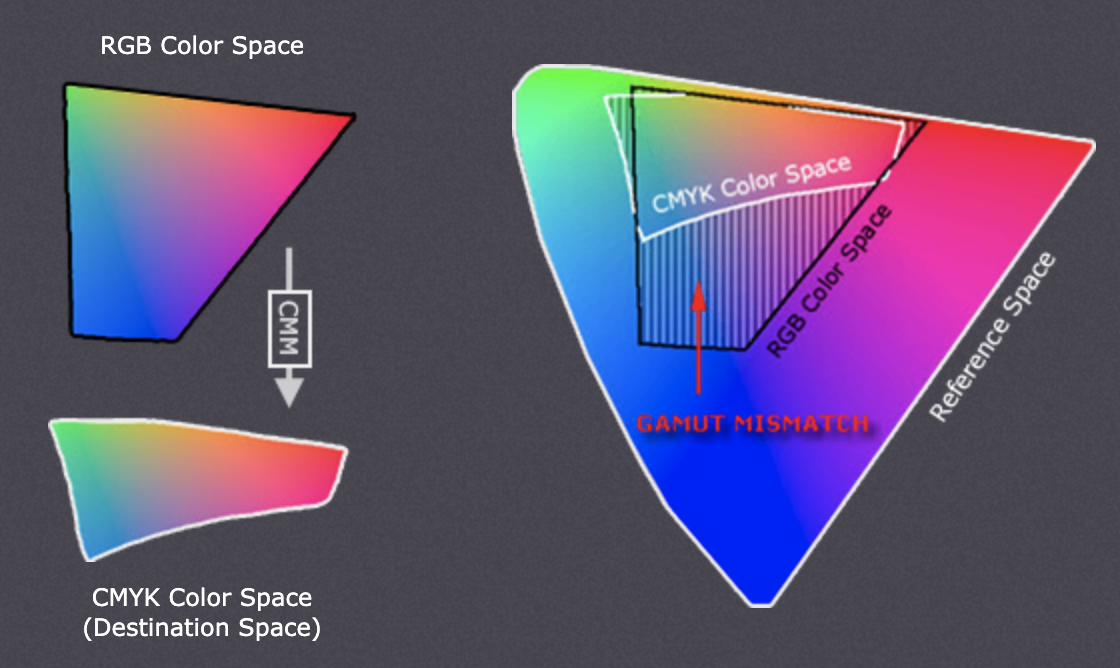 RGB Color Space
CMM
CMYK Color Space
(Destination Space)
CMYK Color Space
RGB Color Space
Reference Space
GAMUT MISMATCH